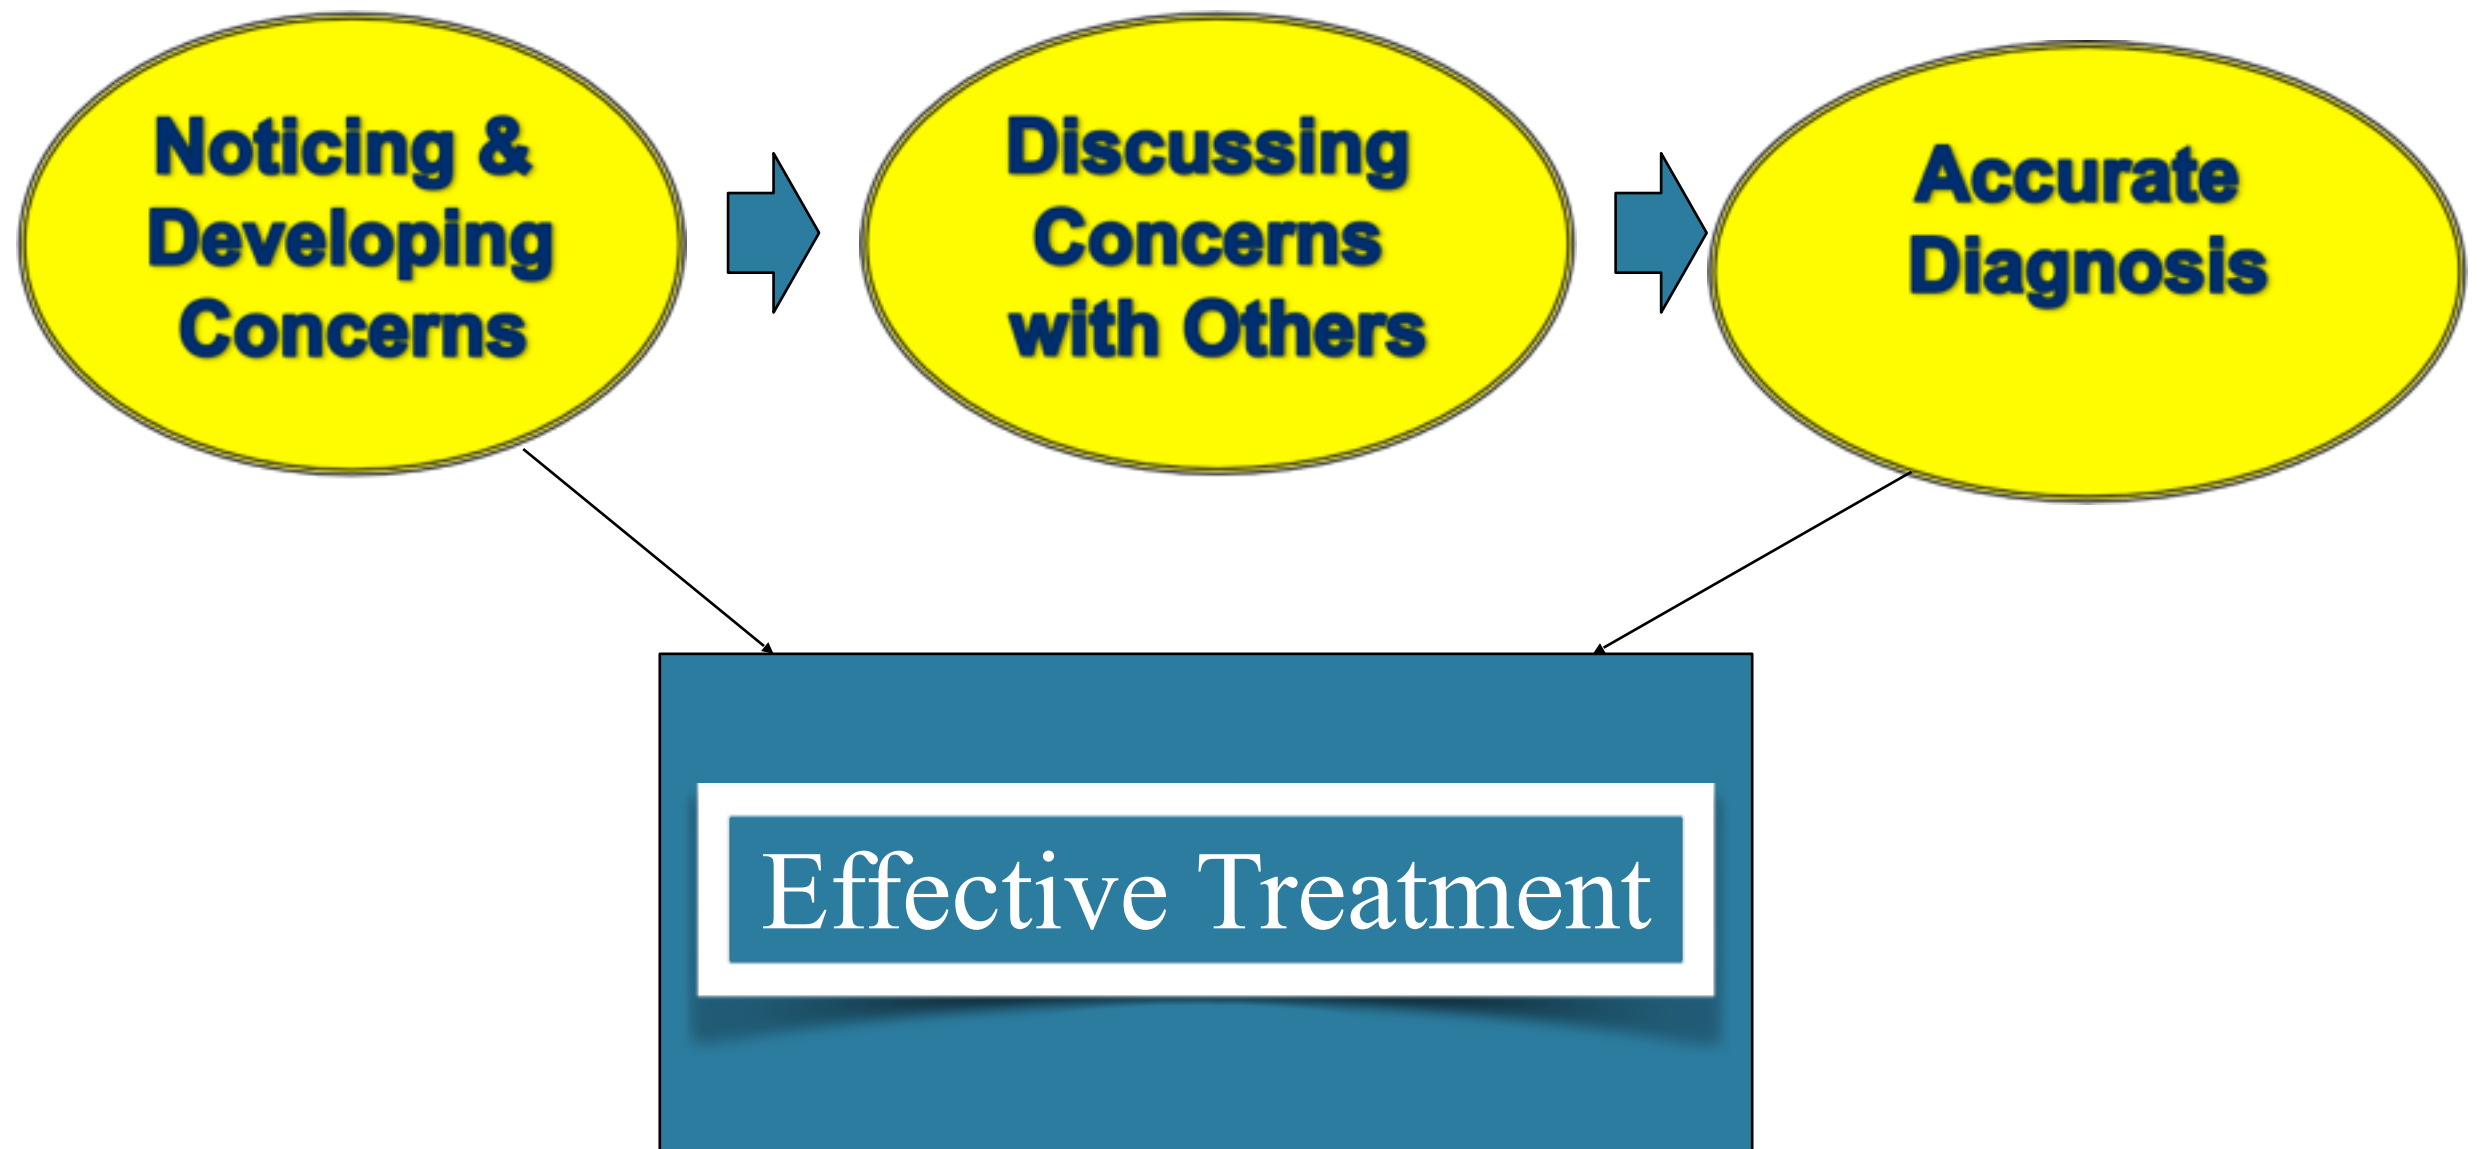 Noticing &
Developing
Concerns
Discussing
Concerns
with Others
Accurate
Diagnosis
Effective Treatment